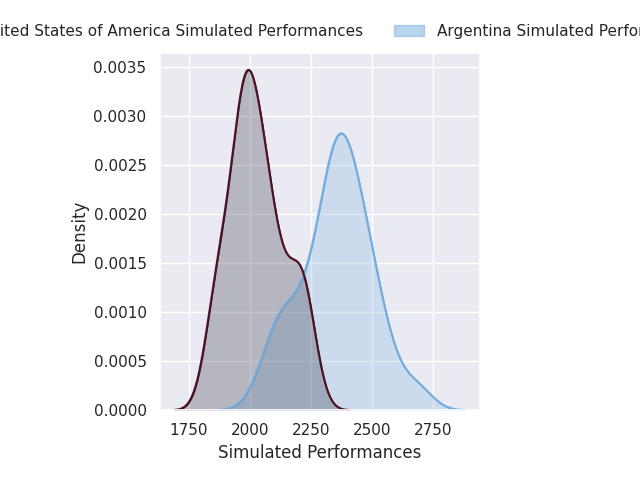 ited States of America Simulated Performances Argentina Simulated Perfor
0.0035
0.0030
0.0025
0.0020
0.0015
0.0010
0.0005
0.0000
Density
1750 2000 2250 2500 2750
Simulated Performances